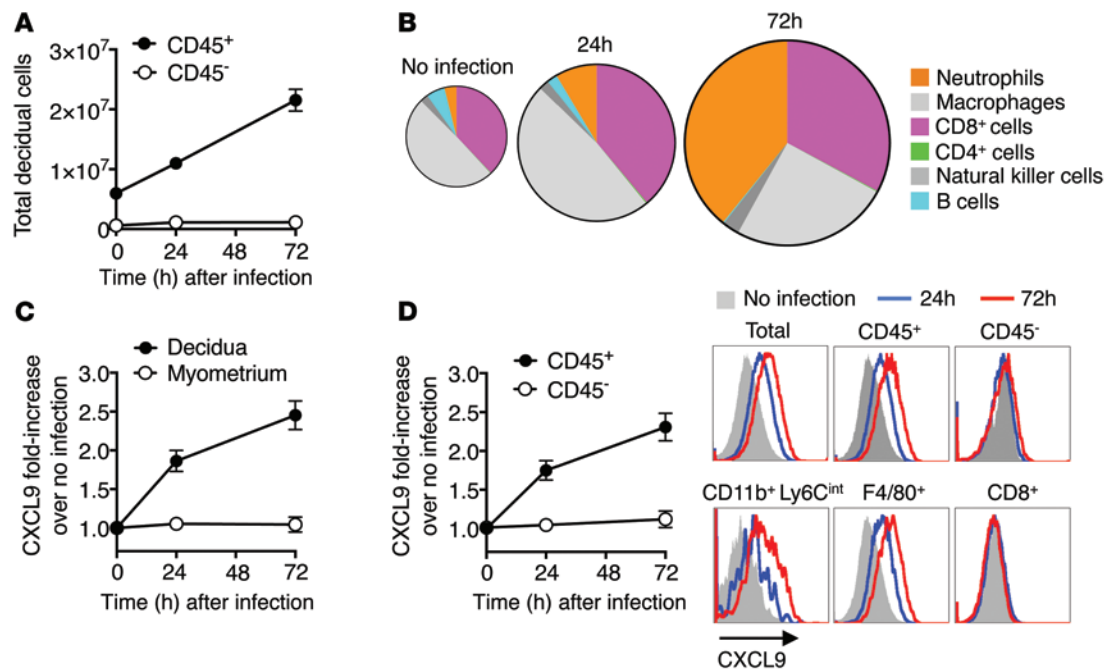 A
3×10⁷
2×10⁷
1×10⁷
0
Total decidual cells
CD45⁺
CD45⁻
0 24 48 72
Time (h) after infection
B
No infection
24h
72h
Neutrophils
Macrophages
CD8⁺ cells
CD4⁺ cells
Natural killer cells
B cells
C
Decidua
Myometrium
CXCL9 fold-increase
over no infection
3.0
2.5
2.0
1.5
1.0
0 24 48 72
Time (h) after infection
D
CD45⁺
CD45⁻
CXCL9 fold-increase
over no infection
3.0
2.5
2.0
1.5
1.0
0 24 48 72
Time (h) after infection
No infection 24h 72h
Total CD45⁺ CD45⁻
CD11b⁺ Ly6Cⁱⁿᵗ F4/80⁺ CD8⁺
CXCL9